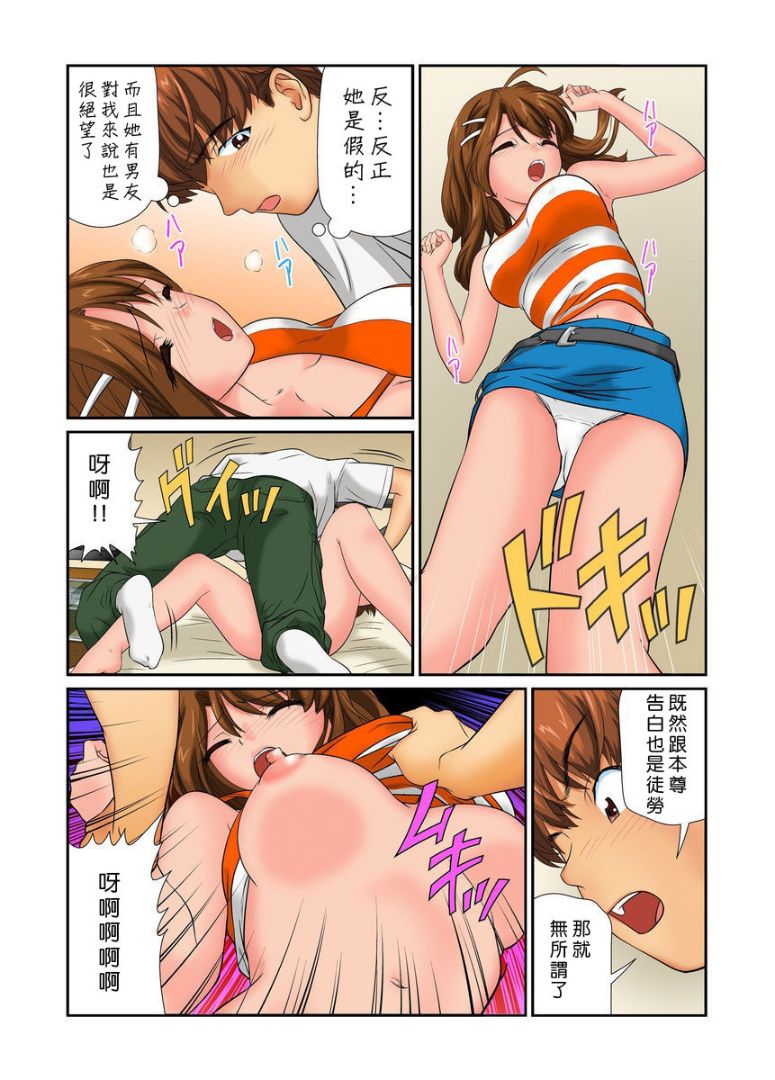 ハァ
ハァ
ハァ
ハァ
ドキッ
反…反正
她是假的…
而且她有男友
對我來說也是
很絕望了
ハァ
ハァ
呀啊!!
グイッ
既然跟本尊
告白也是徒勞
那就
無所謂了
ムキッ
呀啊啊啊啊